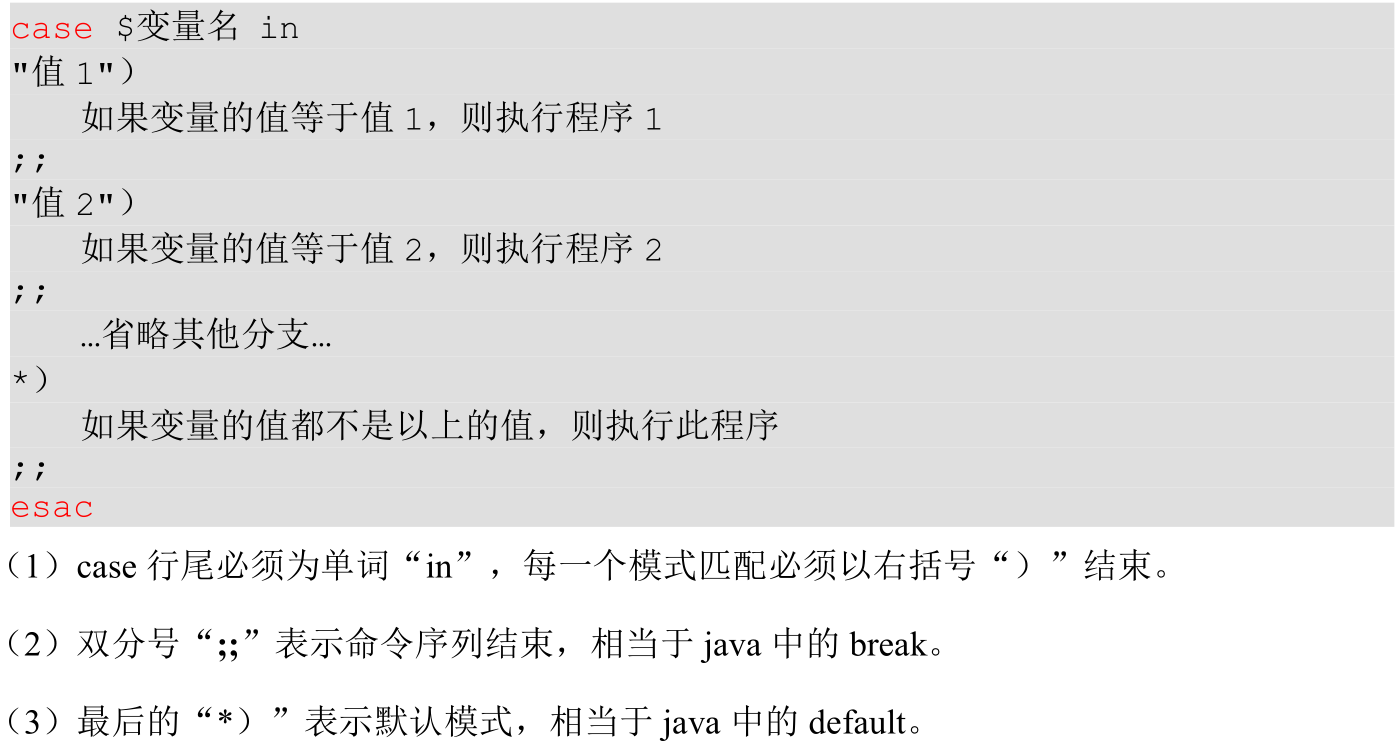 case $变量名 in
"值 1"）
如果变量的值等于值 1，则执行程序 1
;;
"值 2"）
如果变量的值等于值 2，则执行程序 2
;;
…省略其他分支…
*）
如果变量的值都不是以上的值，则执行此程序
;;
esac
（1）case 行尾必须为单词“in”，每一个模式匹配必须以右括号“）”结束。
（2）双分号“;;”表示命令序列结束，相当于 java 中的 break。
（3）最后的“*）”表示默认模式，相当于 java 中的 default。